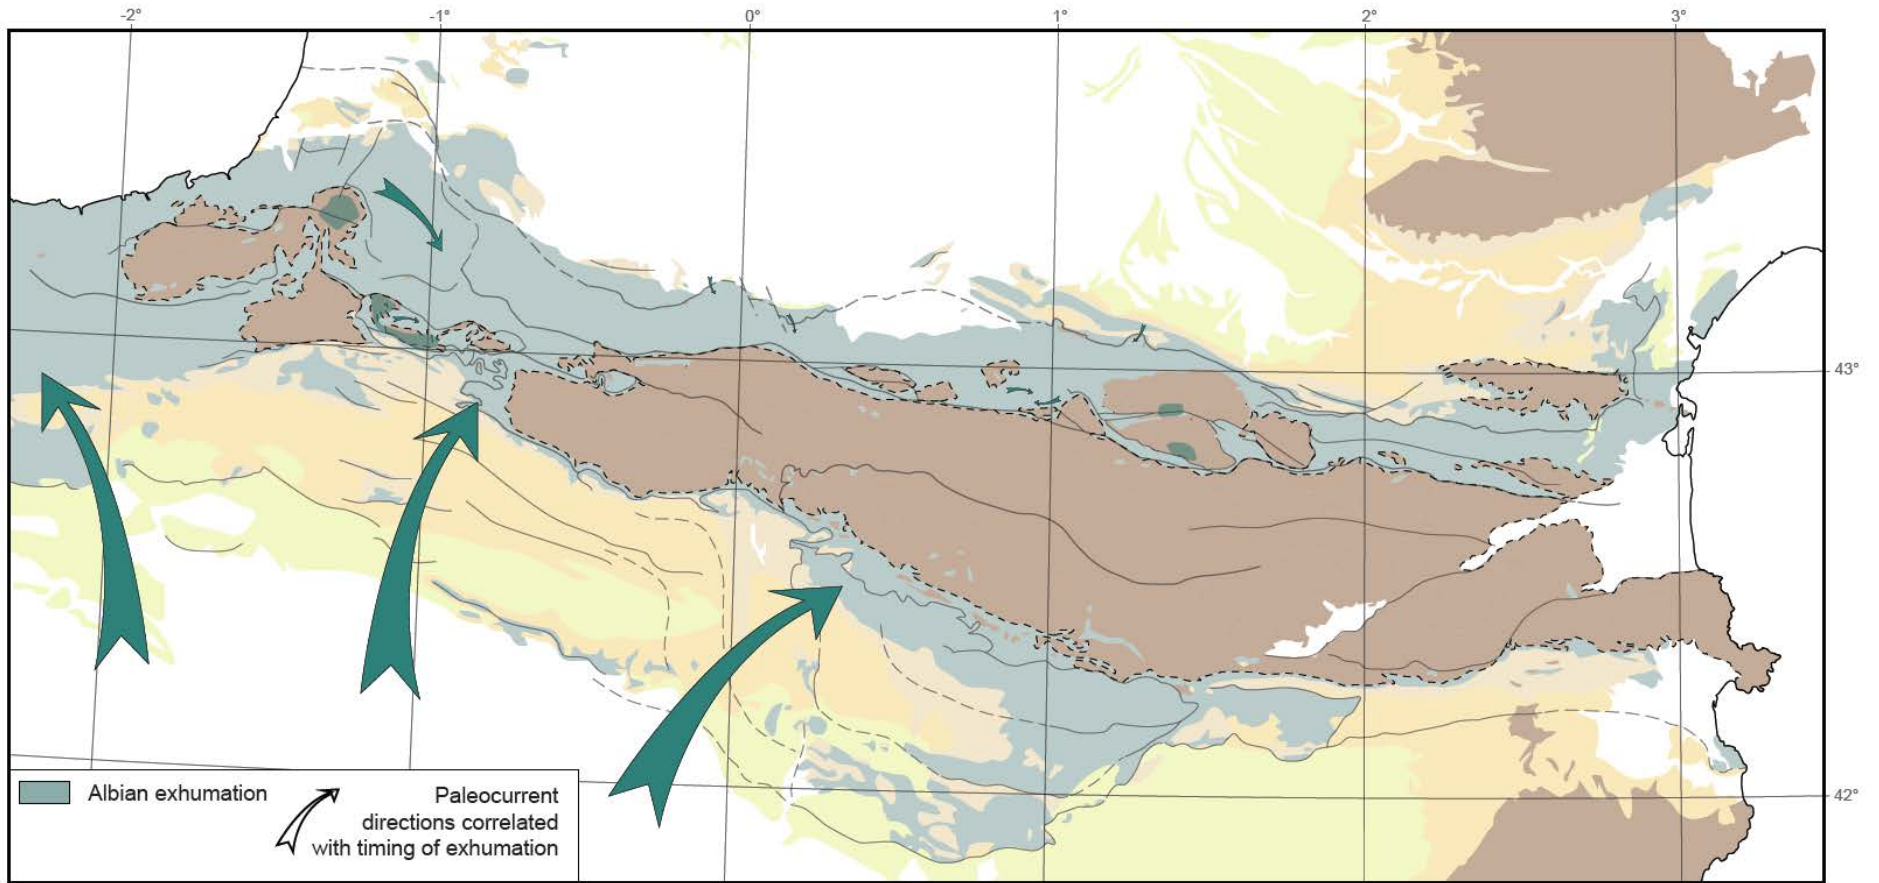 -2° -1° 0° 1° 2° 3°
43°
42°
Albian exhumation
Paleocurrent
directions correlated
with timing of exhumation